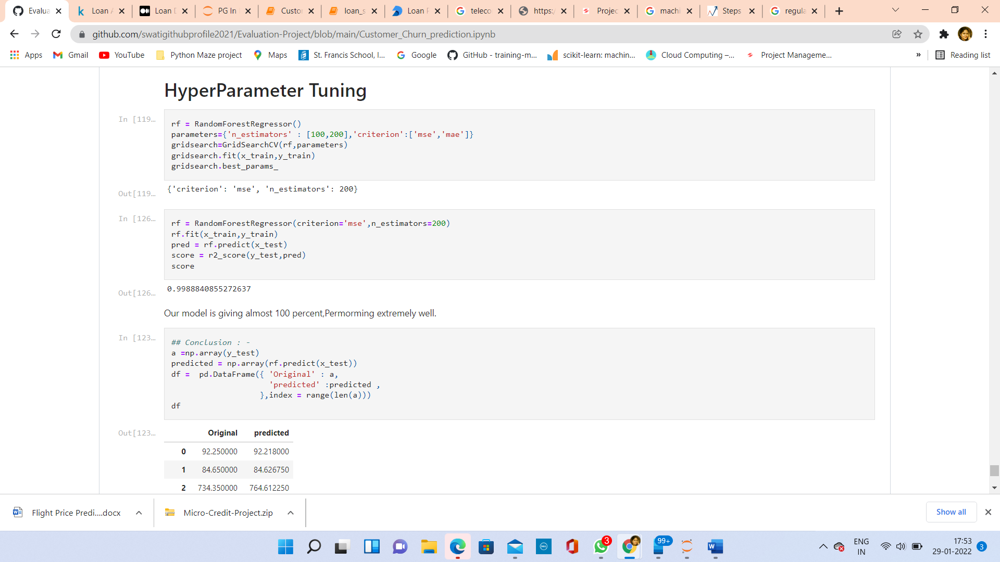 Evalua
Loan A
Loan D
PG In
Custo
loan_s
Loan P
teleco
https:/
Projec
machi
Steps
regula
github.com/swatigithubprofile2021/Evaluation-Project/blob/main/Customer_Churn_prediction.ipynb
Apps
Gmail
YouTube
Python Maze project
Maps
St. Francis School, I...
Google
GitHub - training-m...
scikit-learn: machin...
Cloud Computing –...
Project Manageme...
»
Reading list
HyperParameter Tuning
In [119…
rf = RandomForestRegressor()
parameters={'n_estimators' : [100,200],'criterion':['mse','mae']}
gridsearch=GridSearchCV(rf,parameters)
gridsearch.fit(x_train,y_train)
gridsearch.best_params_
Out[119…
{'criterion': 'mse', 'n_estimators': 200}
In [126…
rf = RandomForestRegressor(criterion='mse',n_estimators=200)
rf.fit(x_train,y_train)
pred = rf.predict(x_test)
score = r2_score(y_test,pred)
score
Out[126…
0.9988840855272637
Our model is giving almost 100 percent,Permorming extremely well.
In [123…
## Conclusion : -
a =np.array(y_test)
predicted = np.array(rf.predict(x_test))
df =  pd.DataFrame({ 'Original' : a,
'predicted' :predicted ,
},index = range(len(a)))
df
Out[123…
Original predicted
0 92.250000 92.218000
1 84.650000 84.626750
2 734.350000 764.612250
Flight Price Predi....docx
Micro-Credit-Project.zip
Show all
3
99+
ENG
IN
17:53
29-01-2022
3